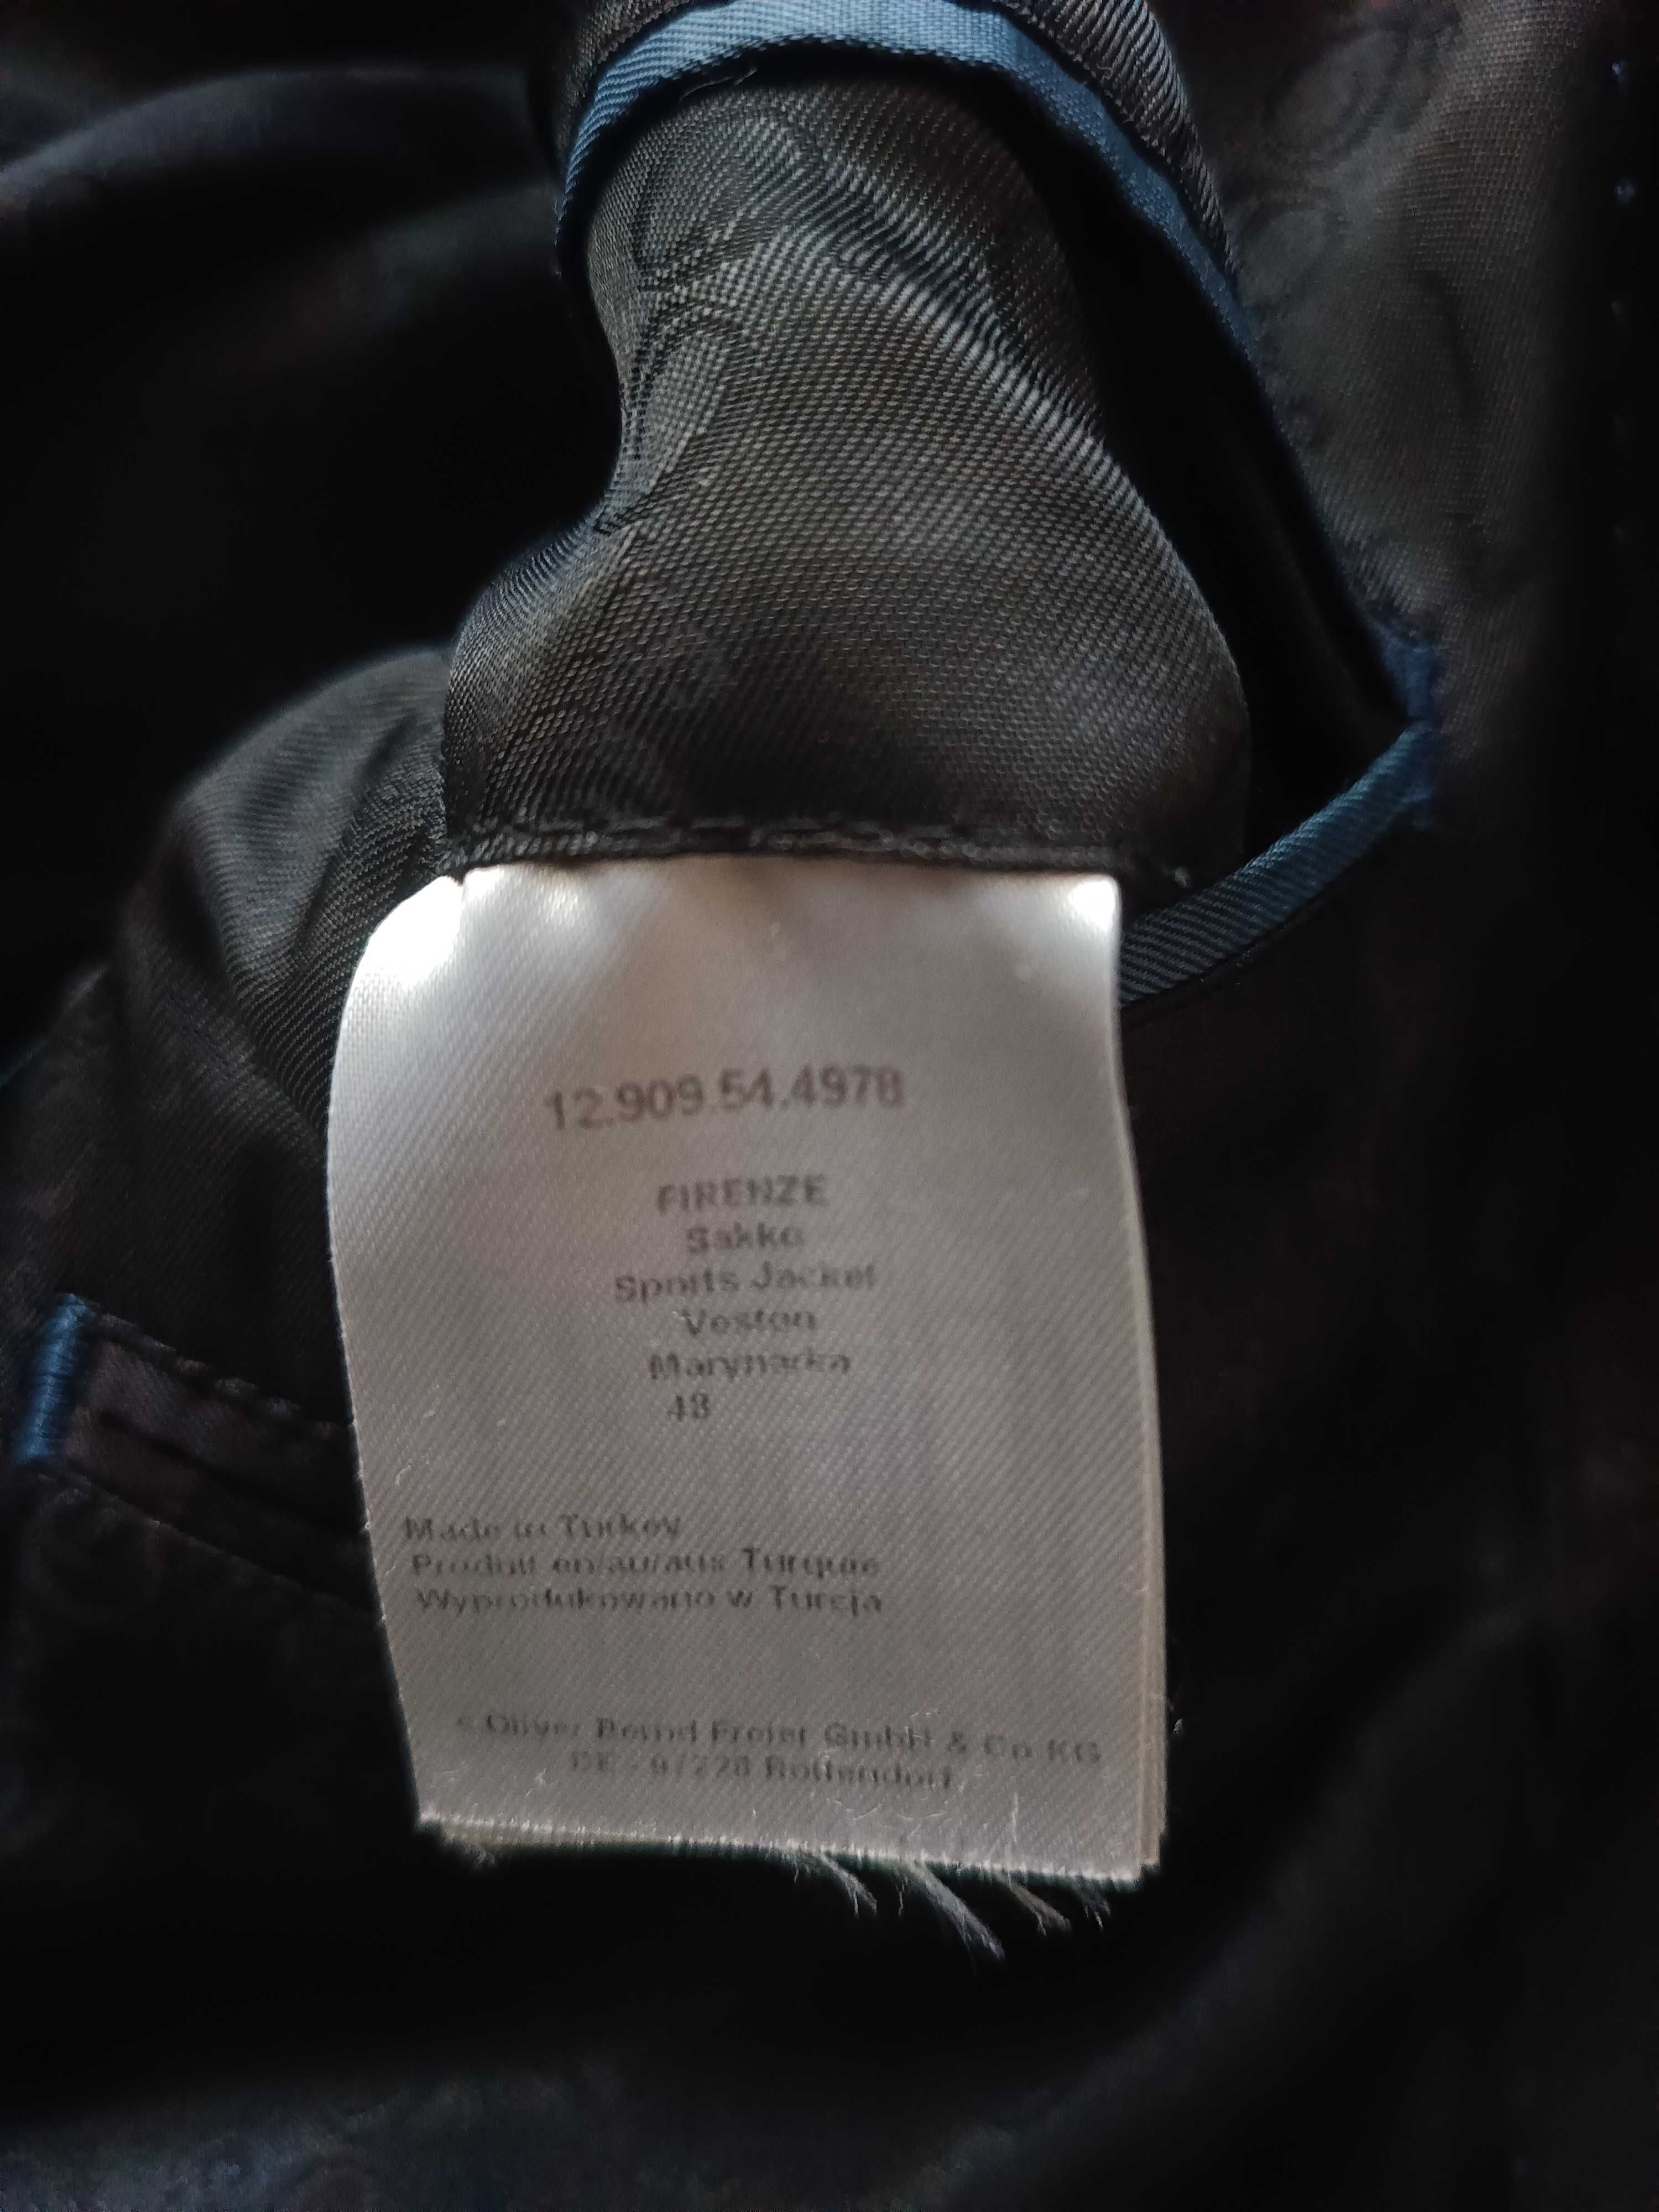 12.909.54.4978
FIRENZE
Sakko
Sports Jacket
Veston
Marynarka
48
Made in Turkey
Produit en/au/aux Turquie
Wyprodukowano w Turcja
s.Oliver Bernd Freier GmbH & Co KG
DE - 97228 Rottendorf